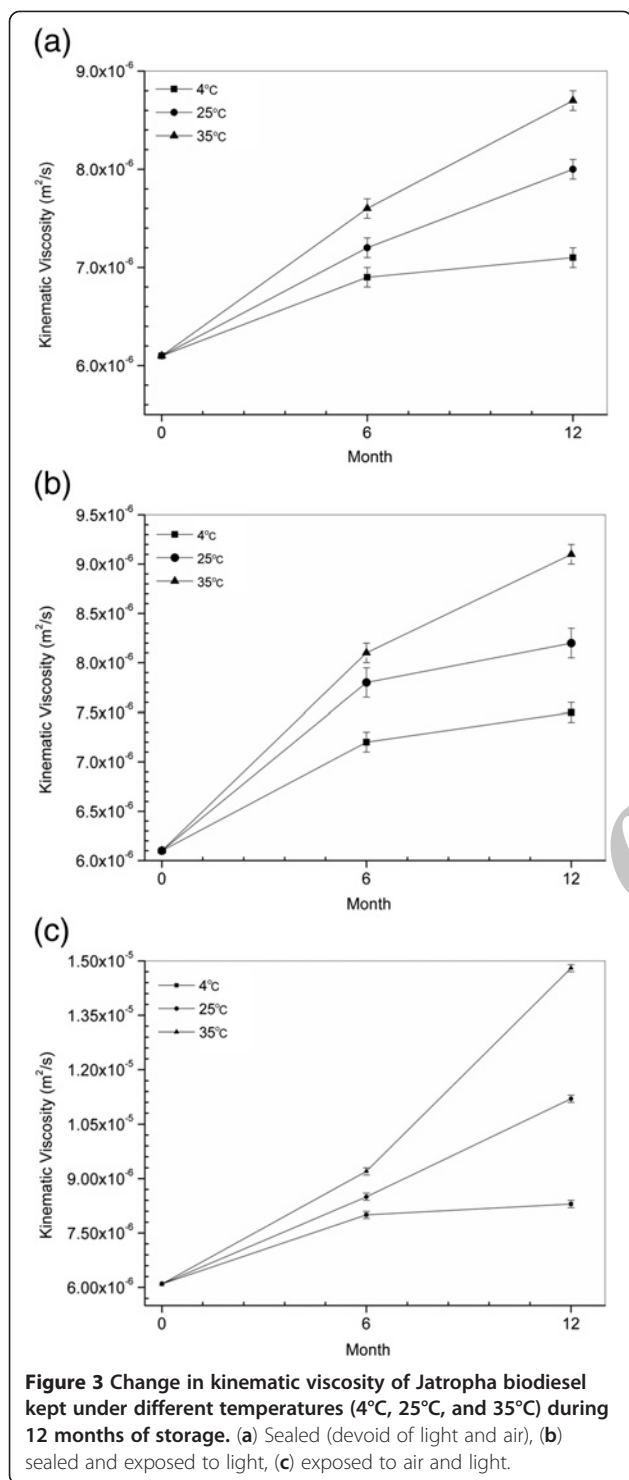 (a)
9.0x10⁻⁶
8.0x10⁻⁶
7.0x10⁻⁶
6.0x10⁻⁶
Kinematic Viscosity (m²/s)
4°C
25°C
35°C
0 6 12
Month
(b)
9.5x10⁻⁶
9.0x10⁻⁶
8.5x10⁻⁶
8.0x10⁻⁶
7.5x10⁻⁶
7.0x10⁻⁶
6.5x10⁻⁶
6.0x10⁻⁶
Kinematic Viscosity (m²/s)
4°C
25°C
35°C
0 6 12
Month
(c)
1.50x10⁻⁵
1.35x10⁻⁵
1.20x10⁻⁵
1.05x10⁻⁵
9.00x10⁻⁶
7.50x10⁻⁶
6.00x10⁻⁶
Kinematic Viscosity (m²/s)
4°C
25°C
35°C
0 6 12
Month
Figure 3 Change in kinematic viscosity of Jatropha biodiesel
kept under different temperatures (4°C, 25°C, and 35°C) during
12 months of storage. (a) Sealed (devoid of light and air), (b)
sealed and exposed to light, (c) exposed to air and light.